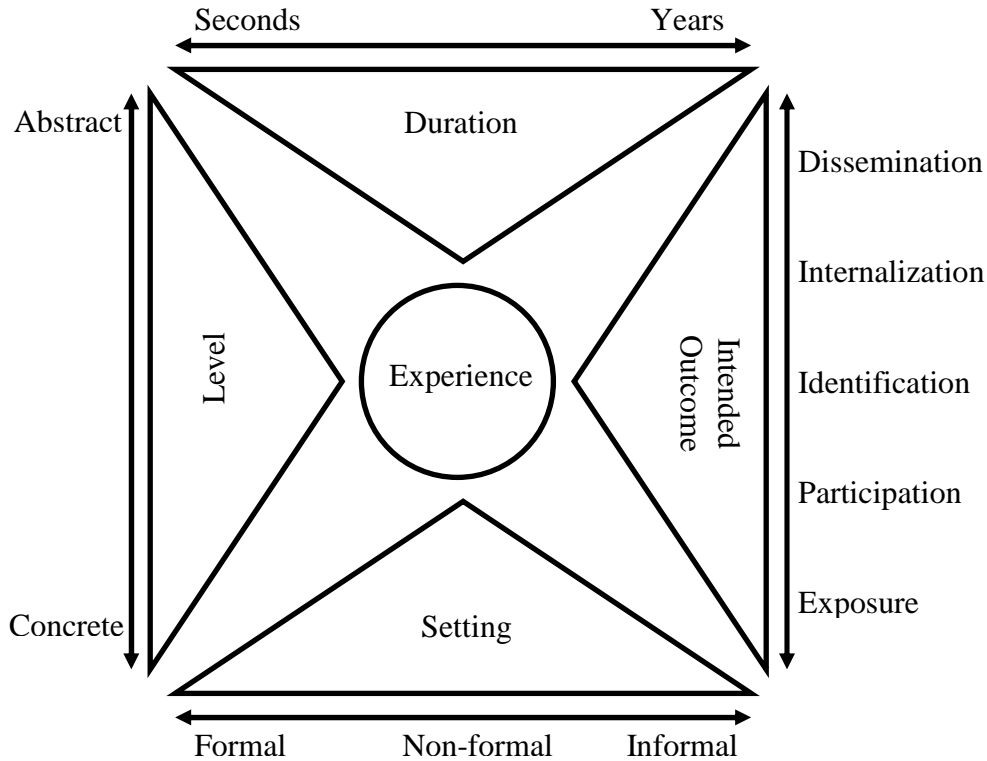 Seconds
Years
Abstract
Duration
Dissemination
Internalization
Level
Experience
Intended
Outcome
Identification
Participation
Exposure
Concrete
Setting
Formal
Non-formal
Informal